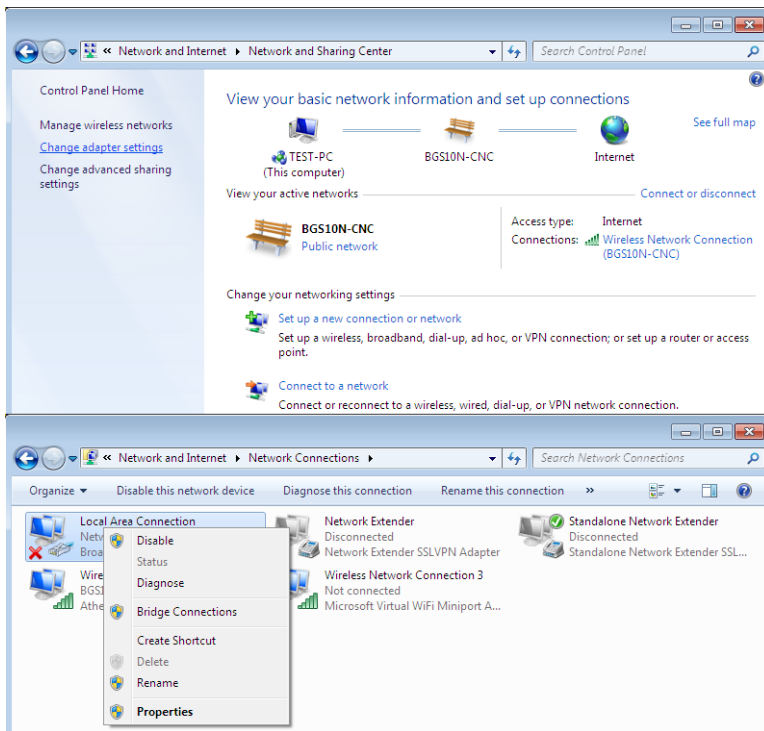 « Network and Internet ▸ Network and Sharing Center
Search Control Panel
Control Panel Home
Manage wireless networks
Change adapter settings
Change advanced sharing
settings
View your basic network information and set up connections
See full map
TEST-PC
(This computer)
BGS10N-CNC
Internet
View your active networks
Connect or disconnect
BGS10N-CNC
Public network
Access type: Internet
Connections: Wireless Network Connection
(BGS10N-CNC)
Change your networking settings
Set up a new connection or network
Set up a wireless, broadband, dial-up, ad hoc, or VPN connection; or set up a router or access
point.
Connect to a network
Connect or reconnect to a wireless, wired, dial-up, or VPN network connection.
« Network and Internet ▸ Network Connections ▸
Search Network Connections
Organize ▼ Disable this network device Diagnose this connection Rename this connection »
Local Area Connection
Netw
Broa
Network Extender
Disconnected
Network Extender SSLVPN Adapter
Standalone Network Extender
Disconnected
Standalone Network Extender SSL...
Wire
BGS1
Athe
Wireless Network Connection 3
Not connected
Microsoft Virtual WiFi Miniport A...
Disable
Status
Diagnose
Bridge Connections
Create Shortcut
Delete
Rename
Properties